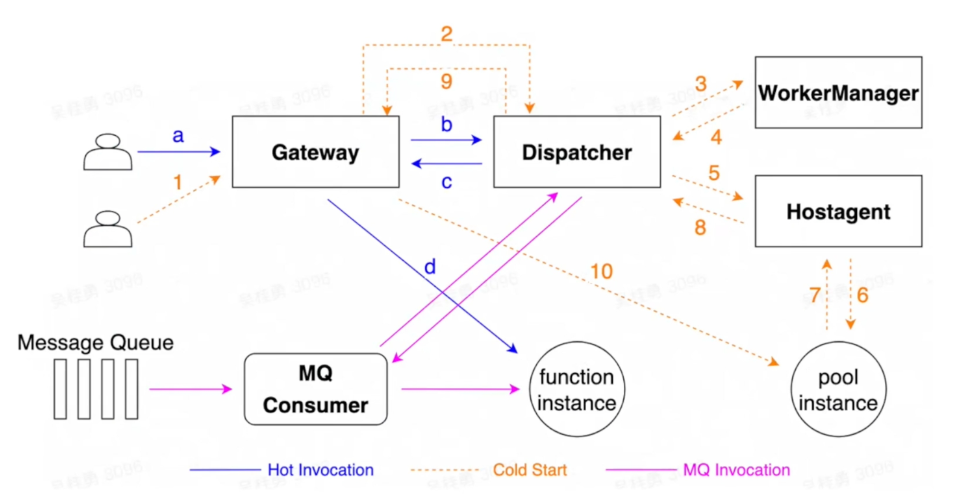 2
9
3
WorkerManager
4
a
b
Gateway
Dispatcher
c
1
5
Hostagent
8
d
10
7
6
Message Queue
MQ
Consumer
function
instance
pool
instance
Hot Invocation
Cold Start
MQ Invocation